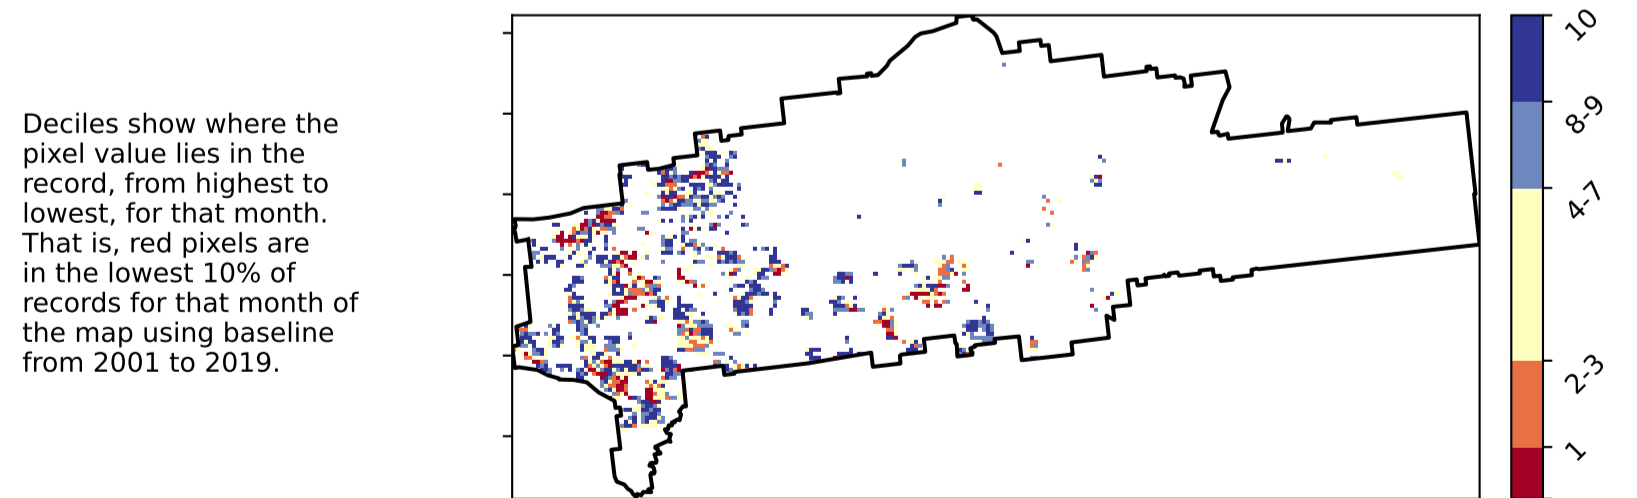 Deciles show where the
pixel value lies in the
record, from highest to
lowest, for that month.
That is, red pixels are
in the lowest 10% of
records for that month of
the map using baseline
from 2001 to 2019.
10
8-9
4-7
2-3
1